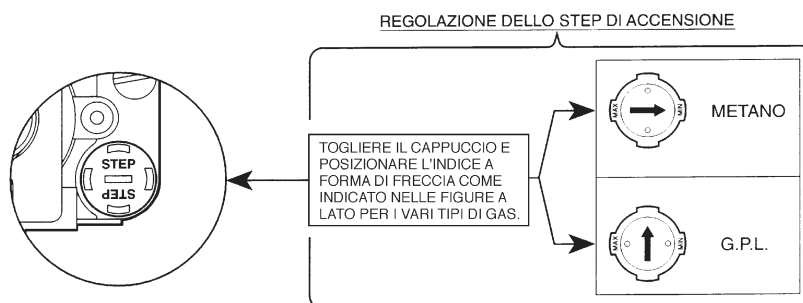 REGOLAZIONE DELLO STEP DI ACCENSIONE
STEP
STEP
TOGLIERE IL CAPPUCCIO E
POSIZIONARE L'INDICE A
FORMA DI FRECCIA COME
INDICATO NELLE FIGURE A
LATO PER I VARI TIPI DI GAS.
MAX
MIN
METANO
MAX
MIN
G.P.L.